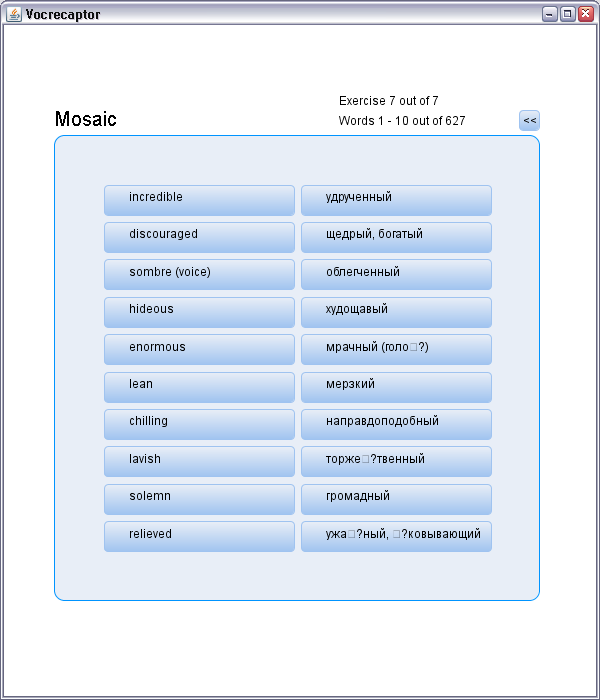 Vocrecaptor
Exercise 7 out of 7
Mosaic
Words 1 - 10 out of 627
<<
incredible
удрученный
discouraged
щедрый, богатый
sombre (voice)
облегченный
hideous
худощавый
enormous
мрачный (голо□?)
lean
мерзкий
chilling
направдоподобный
lavish
торже□?твенный
solemn
громадный
relieved
ужа□?ный, □?ковывающий